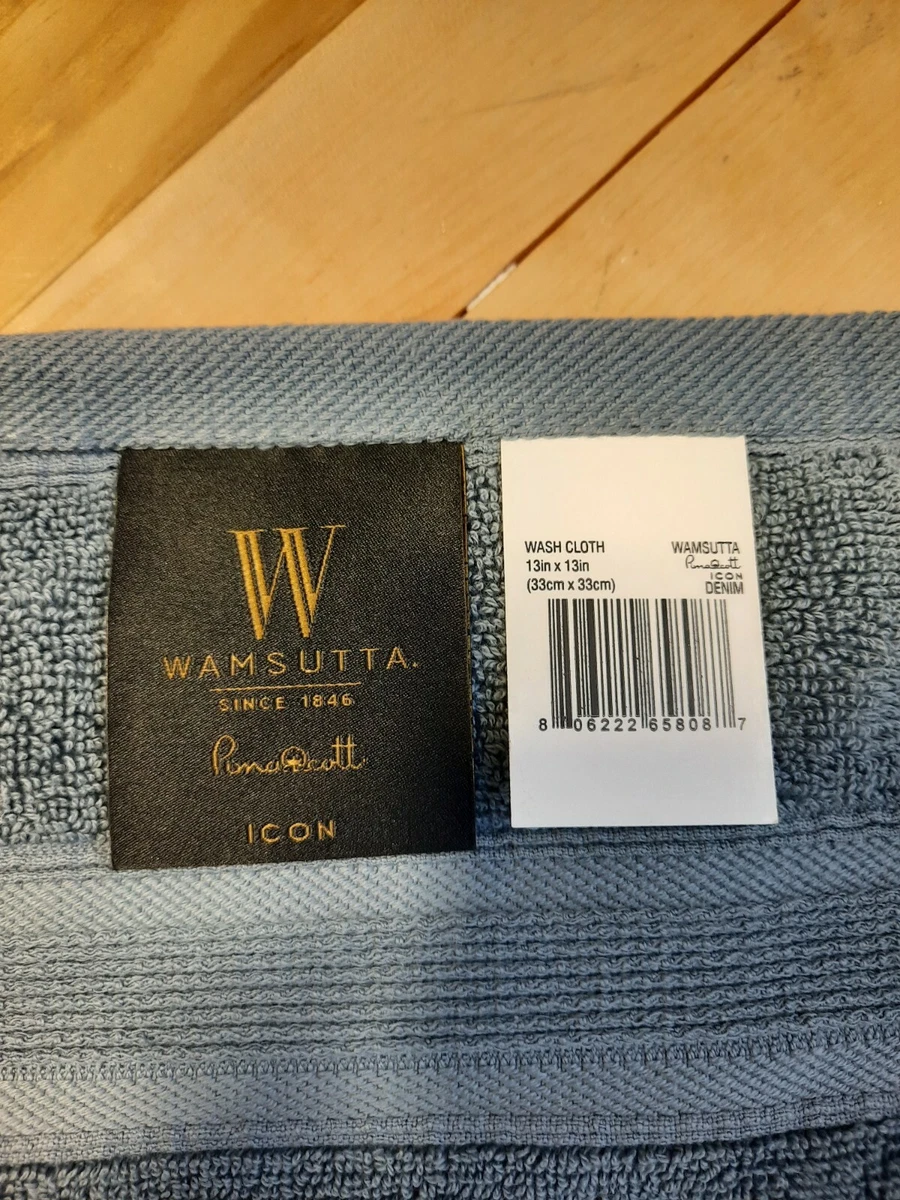 W
WAMSUTTA.
SINCE 1846
PimaCott
ICON
WASH CLOTH
13in x 13in
(33cm x 33cm)
WAMSUTTA
PimaCott
ICON
DENIM
8 06222 65808 7